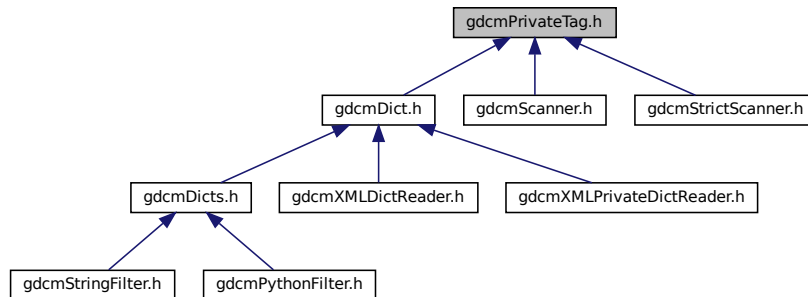 gdcmPrivateTag.h
gdcmDict.h
gdcmScanner.h
gdcmStrictScanner.h
gdcmDicts.h
gdcmXMLDictReader.h
gdcmXMLPrivateDictReader.h
gdcmStringFilter.h
gdcmPythonFilter.h